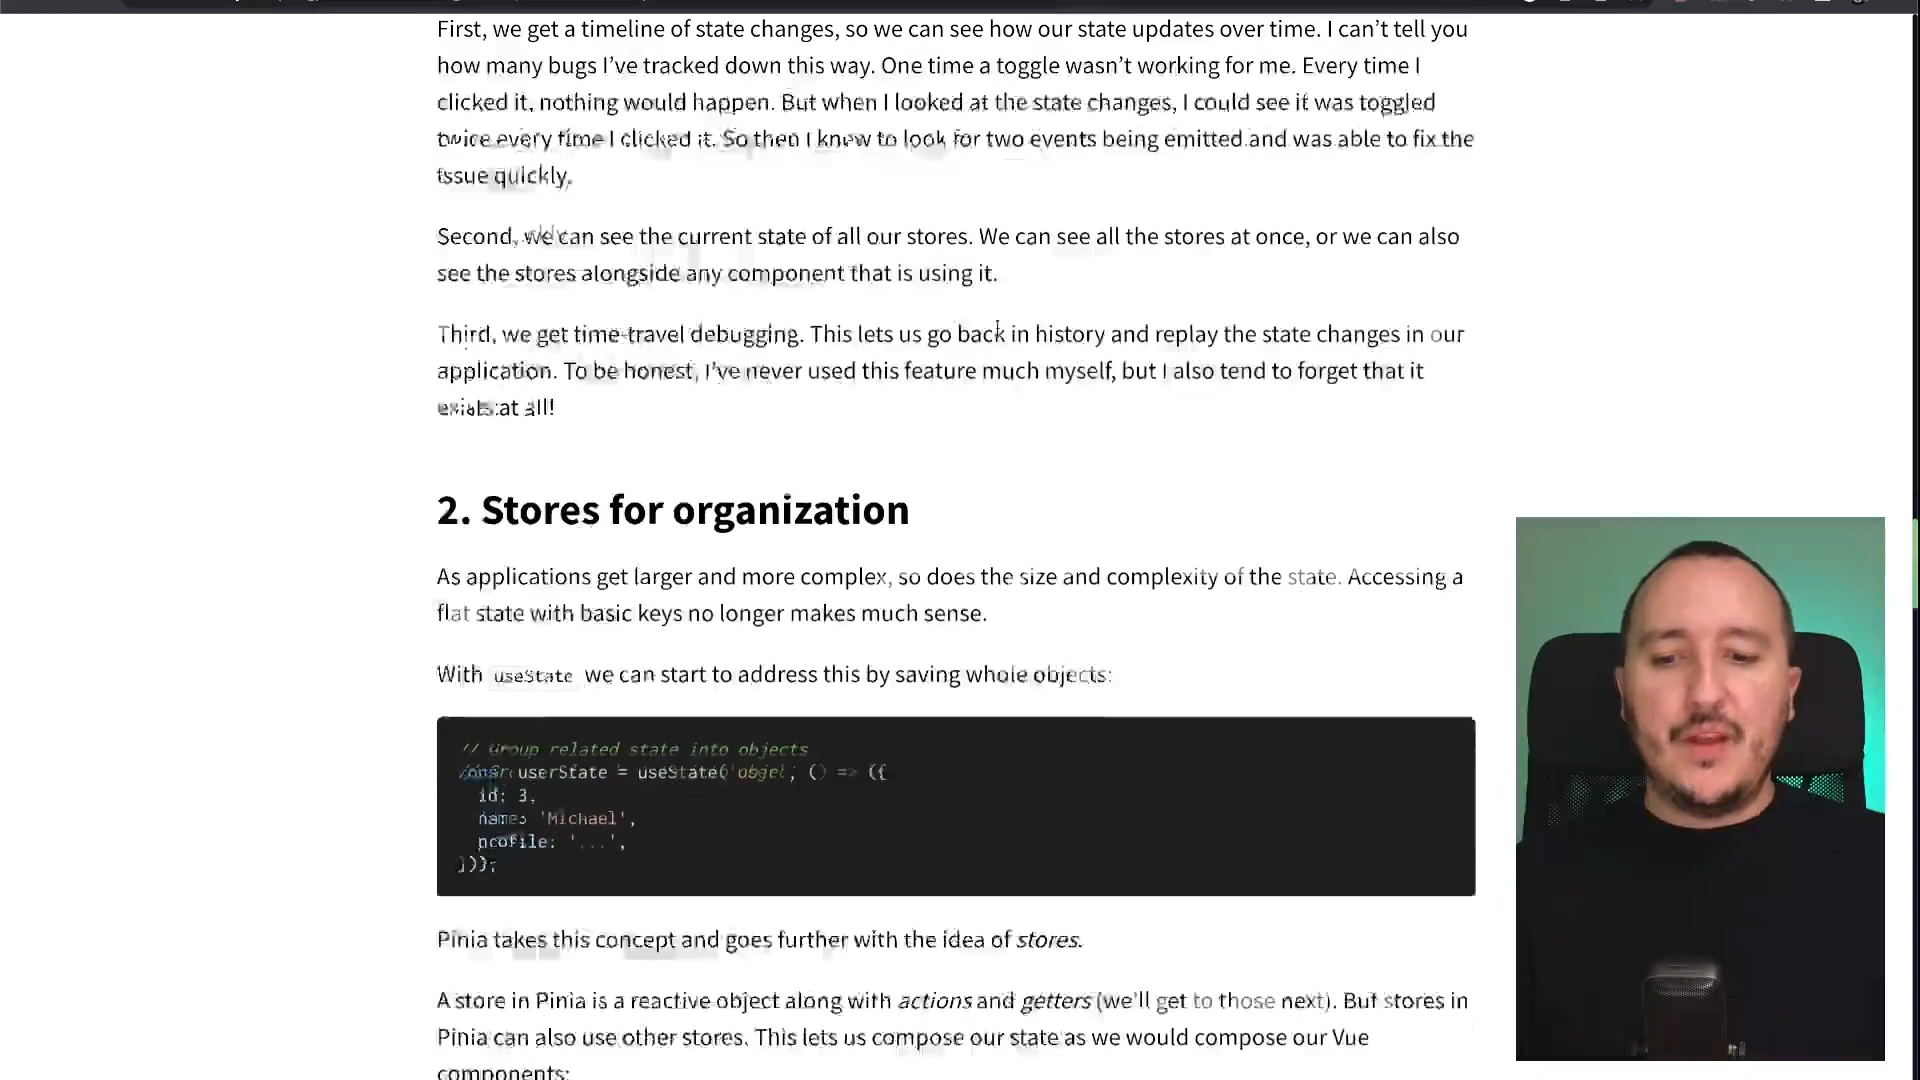 First, we get a timeline of state changes, so we can see how our state updates over time. I can’t tell you
how many bugs I’ve tracked down this way. One time a toggle wasn’t working for me. Every time I
clicked it, nothing would happen. But when I looked at the state changes, I could see it was toggled
twice every time I clicked it. So then I knew to look for two events being emitted and was able to fix the
issue quickly.
Second, we can see the current state of all our stores. We can see all the stores at once, or we can also
see the stores alongside any component that is using it.
Third, we get time-travel debugging. This lets us go back in history and replay the state changes in our
application. To be honest, I’ve never used this feature much myself, but I also tend to forget that it
exists at all!
2. Stores for organization
As applications get larger and more complex, so does the size and complexity of the state. Accessing a
flat state with basic keys no longer makes much sense.
With useState we can start to address this by saving whole objects:
// Group related state into objects
userState = useState( () => ({
id: 3,
name: 'Michael',
profile: '...',
}));
Pinia takes this concept and goes further with the idea of stores.
A store in Pinia is a reactive object along with actions and getters (we'll get to those next). But stores in
Pinia can also use other stores. This lets us compose our state as we would compose our Vue
components: